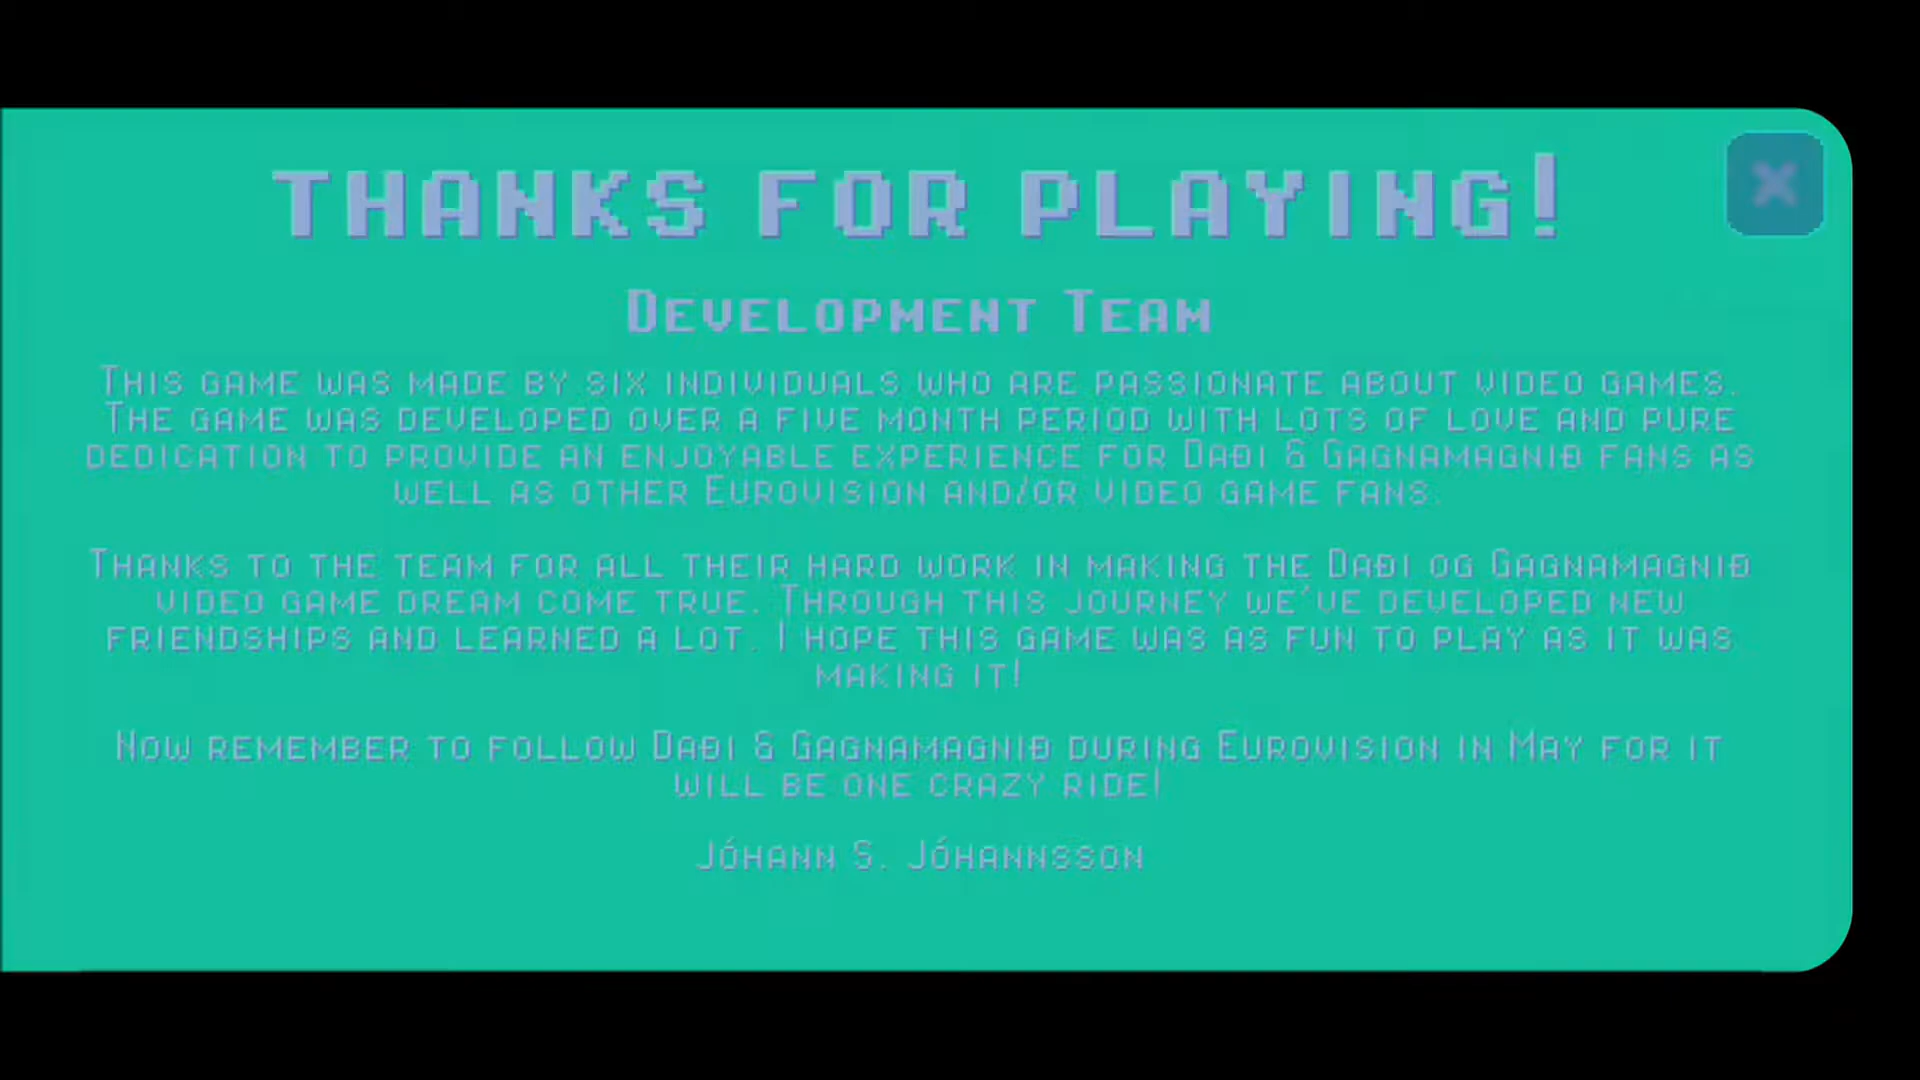 THANKS FOR PLAYING!
DEVELOPMENT TEAM
THIS GAME WAS MADE BY SIX INDIVIDUALS WHO ARE PASSIONATE ABOUT VIDEO GAMES.
THE GAME WAS DEVELOPED OVER A FIVE MONTH PERIOD WITH LOTS OF LOVE AND PURE
DEDICATION TO PROVIDE AN ENJOYABLE EXPERIENCE FOR DAÐI & GAGNAMAGNIÐ FANS AS
WELL AS OTHER EUROVISION AND/OR VIDEO GAME FANS.
THANKS TO THE TEAM FOR ALL THEIR HARD WORK IN MAKING THE DAÐI OG GAGNAMAGNIÐ
VIDEO GAME DREAM COME TRUE. THROUGH THIS JOURNEY WE'VE DEVELOPED NEW
FRIENDSHIPS AND LEARNED A LOT. I HOPE THIS GAME WAS AS FUN TO PLAY AS IT WAS
MAKING IT!
NOW REMEMBER TO FOLLOW DAÐI & GAGNAMAGNIÐ DURING EUROVISION IN MAY FOR IT
WILL BE ONE CRAZY RIDE!
JÓHANN S. JÓHANNSSON